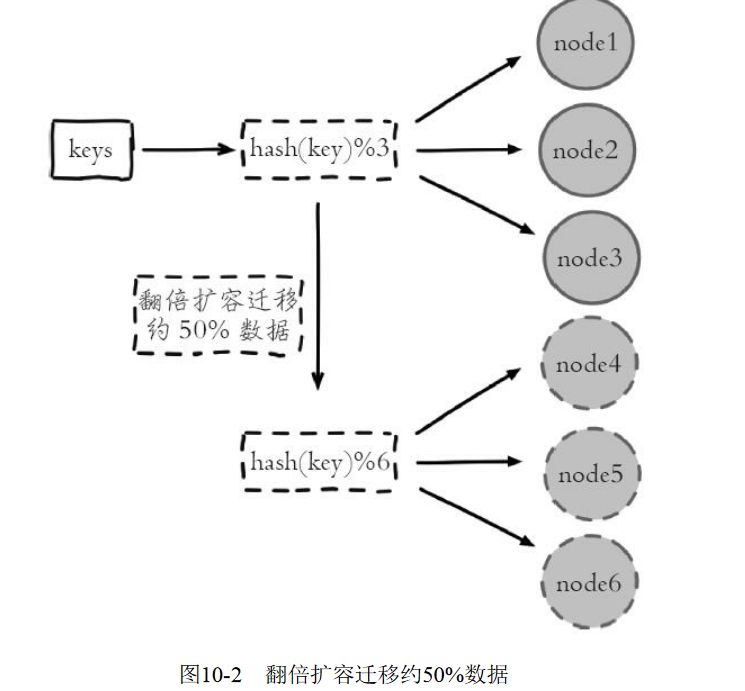 node1
keys
hash(key)%3
node2
node3
翻倍扩容迁移
约 50% 数据
node4
hash(key)%6
node5
node6
图10-2 翻倍扩容迁移约50%数据